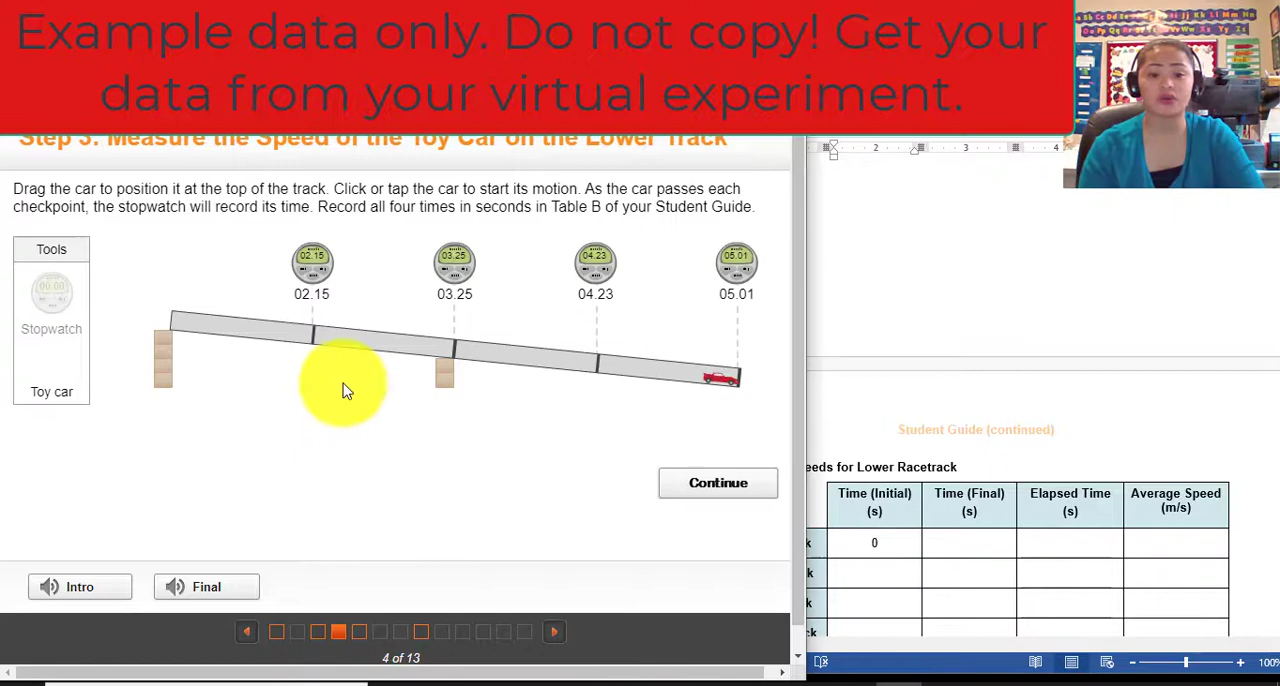 Example data only. Do not copy! Get your
data from your virtual experiment.
Step 3: Measure the Speed of the Toy Car on the Lower Track
Drag the car to position it at the top of the track. Click or tap the car to start its motion. As the car passes each
checkpoint, the stopwatch will record its time. Record all four times in seconds in Table B of your Student Guide.
Tools
00.00
Stopwatch
Toy car
02.15
03.25
04.23
05.01
02.15
03.25
04.23
05.01
Continue
Intro
Final
4 of 13
2
3
4
Student Guide (continued)
eeds for Lower Racetrack
Time (Initial)
(s)
Time (Final)
(s)
Elapsed Time
(s)
Average Speed
(m/s)
k
0
k
k
ck
100%